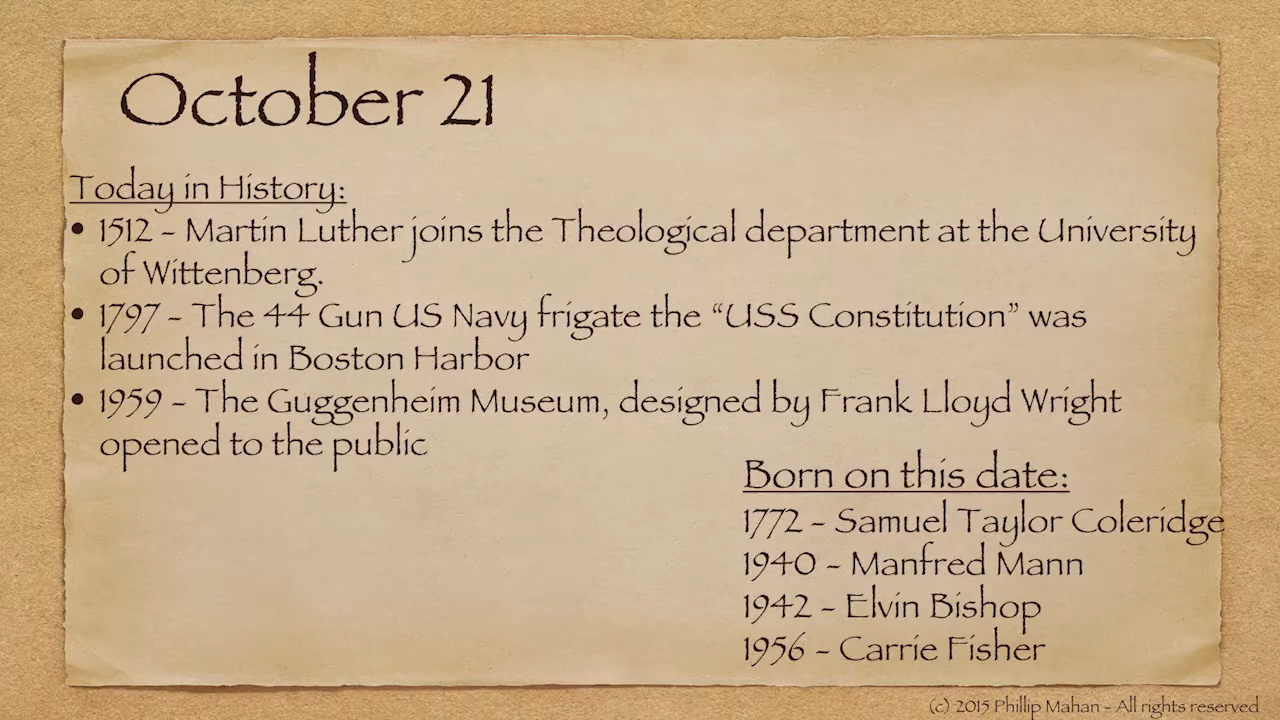 October 21
Today in History:
• 1512 - Martin Luther joins the Theological department at the University
of Wittenberg.
• 1797 - The 44 Gun US Navy frigate the “USS Constitution” was
launched in Boston Harbor
• 1959 - The Guggenheim Museum, designed by Frank Lloyd Wright
opened to the public
Born on this date:
1772 - Samuel Taylor Coleridge
1940 - Manfred Mann
1942 - Elvin Bishop
1956 - Carrie Fisher
(c) 2015 Phillip Mahan - All rights reserved